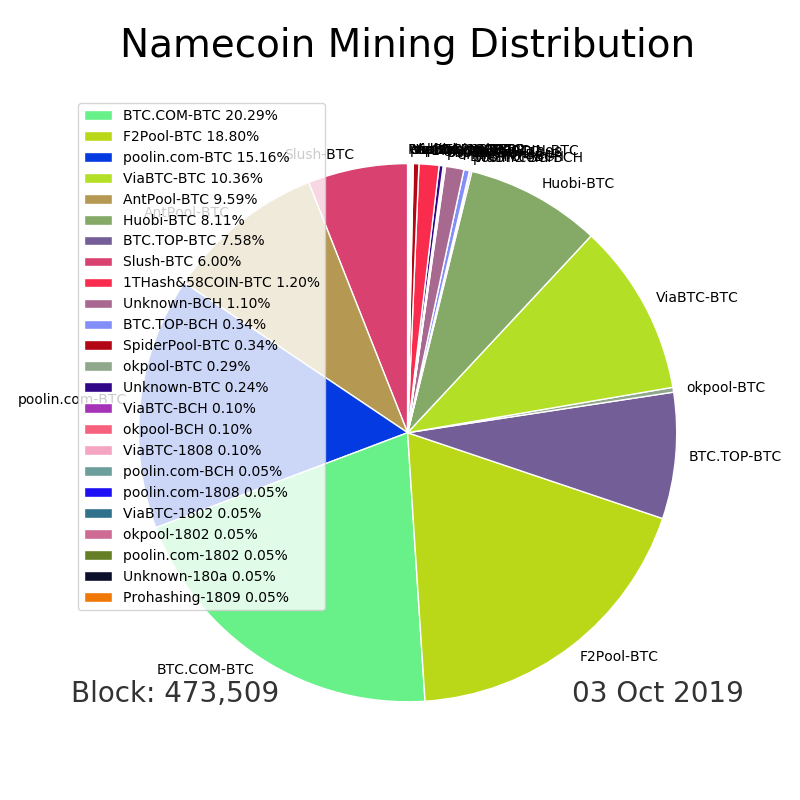 Namecoin Mining Distribution
BTC.COM-BTC 20.29%
F2Pool-BTC 18.80%
poolin.com-BTC 15.16%
ViaBTC-BTC 10.36%
AntPool-BTC 9.59%
Huobi-BTC 8.11%
BTC.TOP-BTC 7.58%
Slush-BTC 6.00%
1THash&58COIN-BTC 1.20%
Unknown-BCH 1.10%
BTC.TOP-BCH 0.34%
SpiderPool-BTC 0.34%
okpool-BTC 0.29%
Unknown-BTC 0.24%
ViaBTC-BCH 0.10%
okpool-BCH 0.10%
ViaBTC-1808 0.10%
poolin.com-BCH 0.05%
poolin.com-1808 0.05%
ViaBTC-1802 0.05%
okpool-1802 0.05%
poolin.com-1802 0.05%
Unknown-180a 0.05%
Prohashing-1809 0.05%
Slush-BTC
AntPool-BTC
poolin.com-BTC
BTC.COM-BTC
Huobi-BTC
ViaBTC-BTC
okpool-BTC
BTC.TOP-BTC
F2Pool-BTC
Block: 473,509
03 Oct 2019